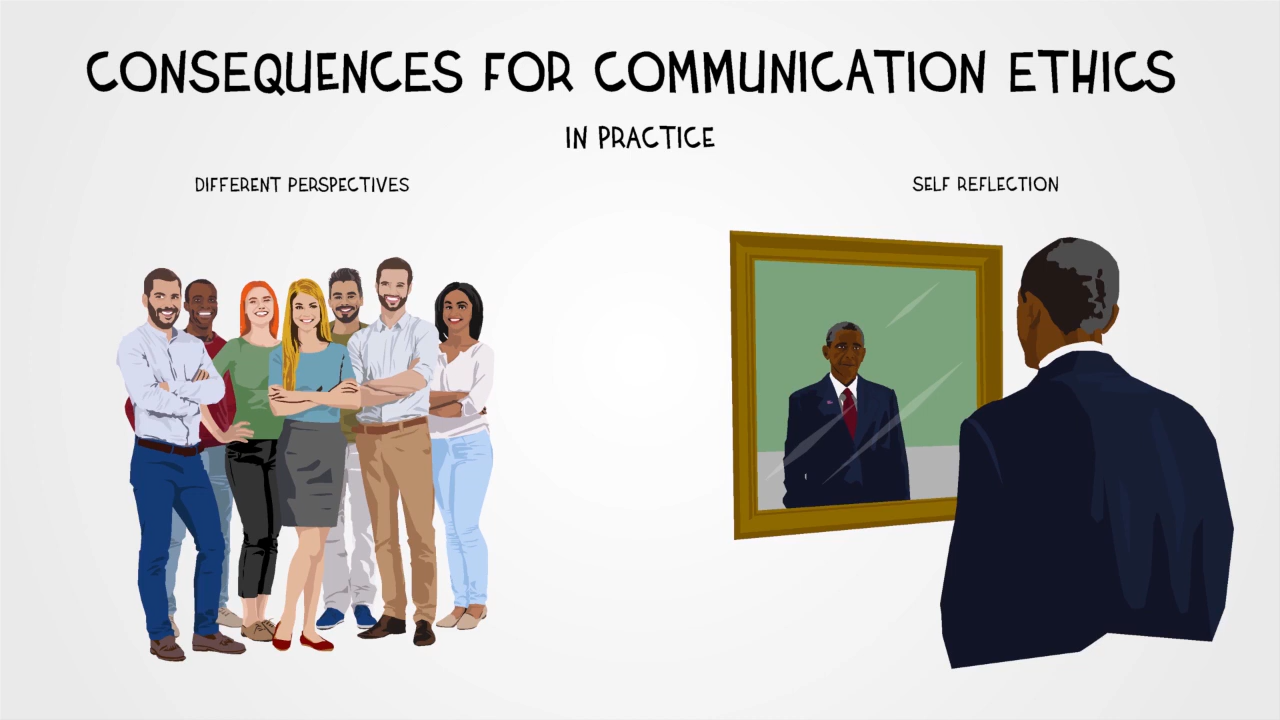 CONSEQUENCES FOR COMMUNICATION ETHICS
IN PRACTICE
DIFFERENT PERSPECTIVES
SELF REFLECTION